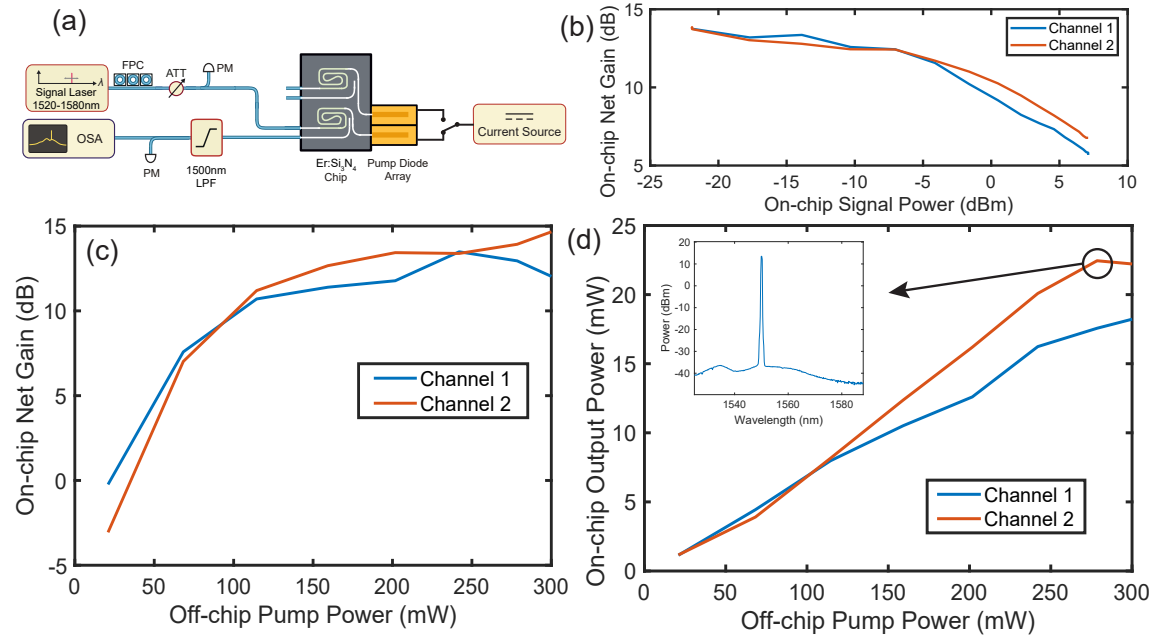 (a)
FPC
ATT
PM
λ
Signal Laser
1520-1580nm
OSA
PM
1500nm
LPF
Er:Si₃N₄
Chip
Pump Diode
Array
Current Source
(b)
On-chip Net Gain (dB)
15
10
5
-25 -20 -15 -10 -5 0 5 10
On-chip Signal Power (dBm)
Channel 1
Channel 2
(c)
On-chip Net Gain (dB)
15
10
5
0
-5
0 50 100 150 200 250 300
Off-chip Pump Power (mW)
Channel 1
Channel 2
(d)
On-chip Output Power (mW)
25
20
15
10
5
0
0 50 100 150 200 250 300
Off-chip Pump Power (mW)
Channel 1
Channel 2
Power (dBm)
20
10
-10
-20
-30
-40
1540 1560 1580
Wavelength (nm)